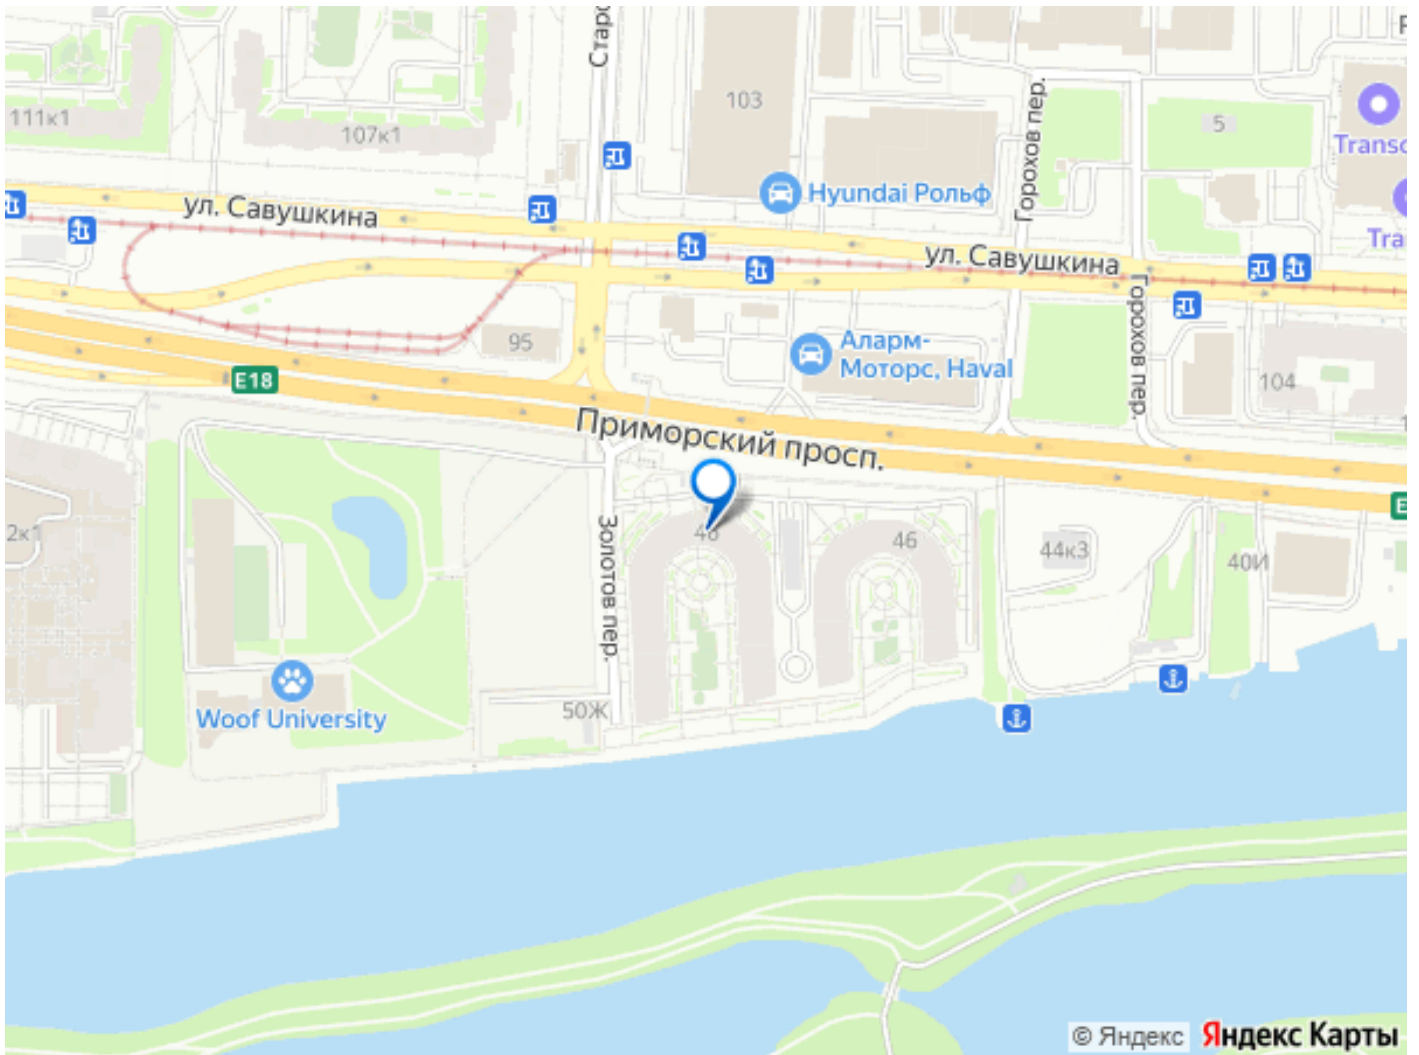 Старо
103
111к1
107к1
5
Горохов пер.
Transc
Hyundai Рольф
ул. Савушкина
Tra
ул. Савушкина
Горохов пер.
95
Аларм-
Моторс, Haval
E18
104
Приморский просп.
E
2к1
Золотов пер.
46
44к3
40И
50Ж
Woof University
© Яндекс
Яндекс Карты